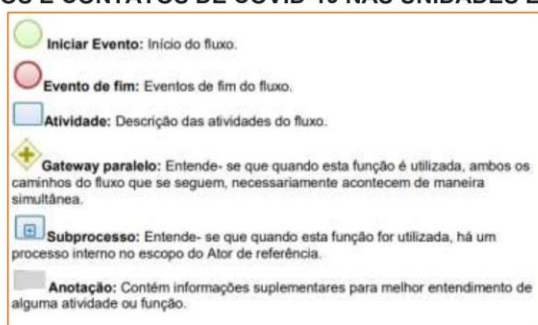 OS E CONTATOS DE COVID-19 NAS UNIDADES E
Iniciar Evento: Início do fluxo.
Evento de fim: Eventos de fim do fluxo.
Atividade: Descrição das atividades do fluxo.
Gateway paralelo: Entende- se que quando esta função é utilizada, ambos os
caminhos do fluxo que se seguem, necessariamente acontecem de maneira
simultânea.
Subprocesso: Entende- se que quando esta função for utilizada, há um
processo interno no escopo do Ator de referência.
Anotação: Contém informações suplementares para melhor entendimento de
alguma atividade ou função.